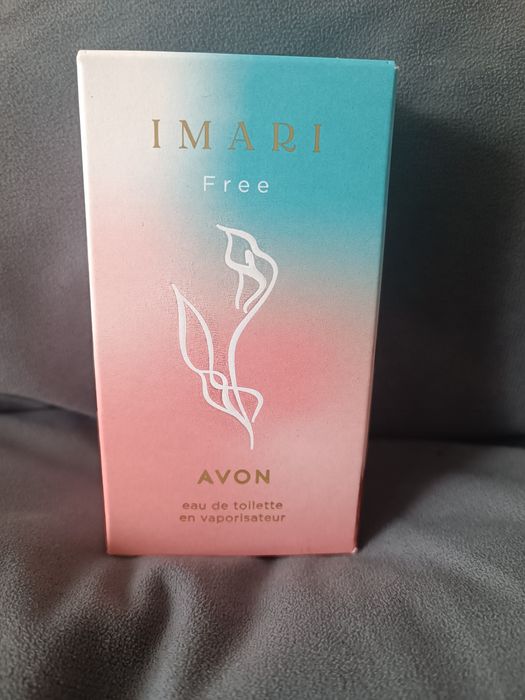 IMARI
Free
AVON
eau de toilette
en vaporisateur